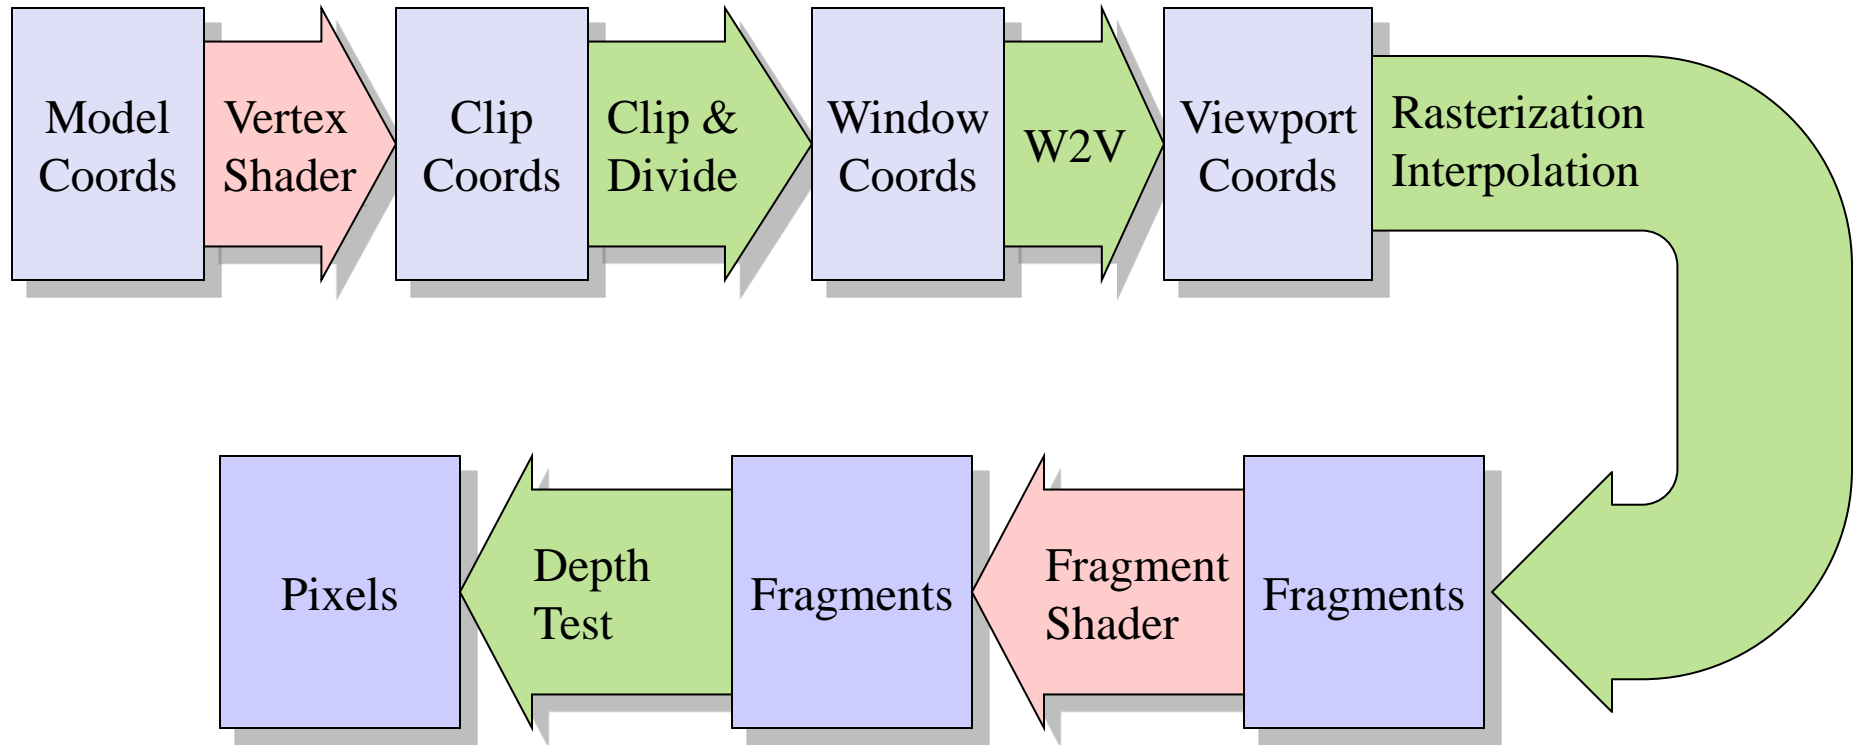 Model
Coords
Vertex
Shader
Clip
Coords
Clip &
Divide
Window
Coords
W2V
Viewport
Coords
Rasterization
Interpolation
Fragments
Fragment
Shader
Fragments
Depth
Test
Pixels